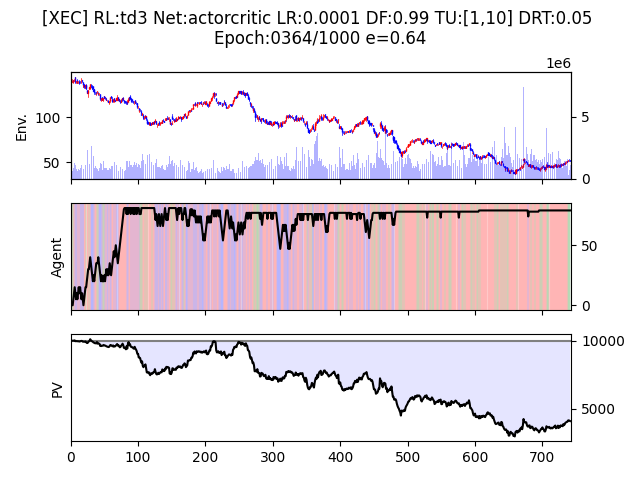 [XEC] RL:td3 Net:actorcritic LR:0.0001 DF:0.99 TU:[1,10] DRT:0.05
Epoch:0364/1000 e=0.64
1e6
Env.
100
50
5
0
Agent
50
0
PV
10000
5000
0 100 200 300 400 500 600 700